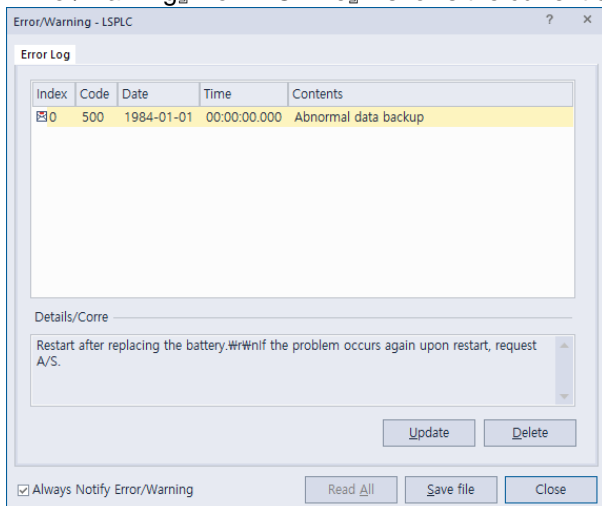 Error/Warning - LSPLC
Error Log
Index Code Date Time Contents
0 500 1984-01-01 00:00:00.000 Abnormal data backup
Details/Corre
Restart after replacing the battery.₩r₩nIf the problem occurs again upon restart, request
A/S.
Update Delete
Always Notify Error/Warning Read All Save file Close